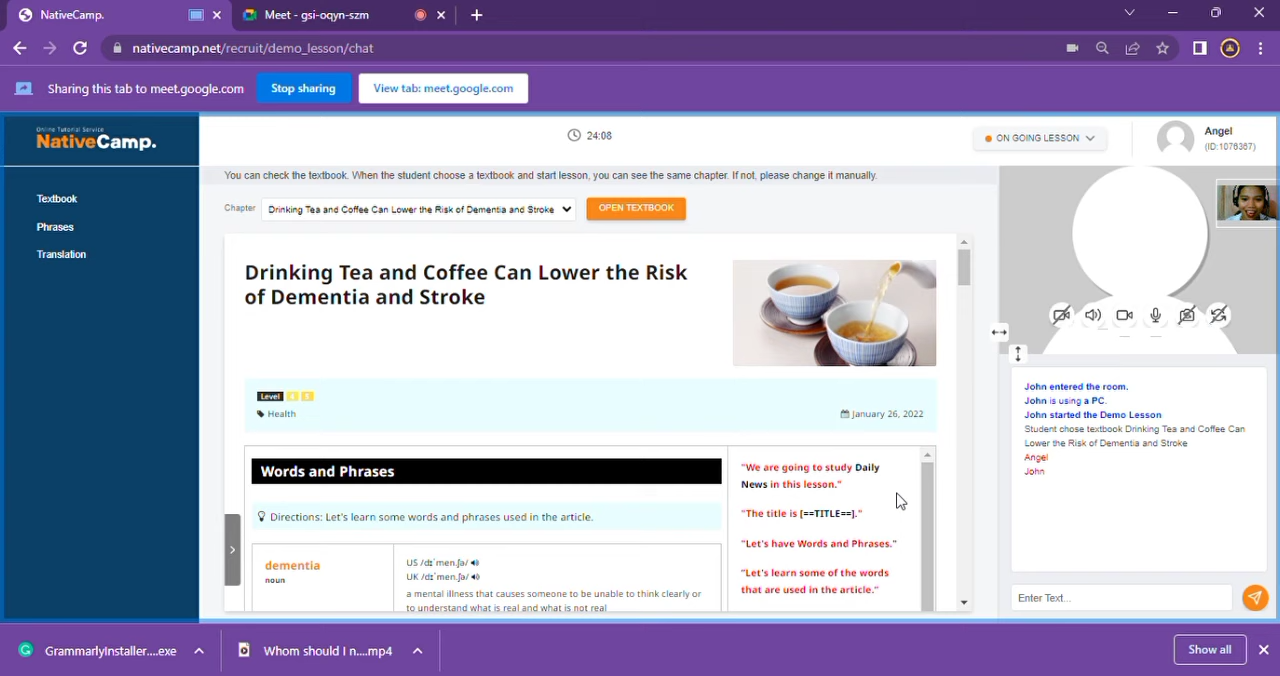 NativeCamp.
Meet - gsi-oqyn-szm
nativecamp.net/recruit/demo_lesson/chat
Sharing this tab to meet.google.com
Stop sharing
View tab: meet.google.com
Online Tutorial Service
NativeCamp.
24:08
ON GOING LESSON
Angel
(ID:1076367)
Textbook
Phrases
Translation
You can check the textbook. When the student choose a textbook and start lesson, you can see the same chapter. If not, please change it manually.
Chapter
Drinking Tea and Coffee Can Lower the Risk of Dementia and Stroke
OPEN TEXTBOOK
Drinking Tea and Coffee Can Lower the Risk
of Dementia and Stroke
Level
Health
January 26, 2022
Words and Phrases
Directions: Let's learn some words and phrases used in the article.
dementia
noun
US /dɪˈmen.ʃə/
UK /dɪˈmen.ʃə/
a mental illness that causes someone to be unable to think clearly or
to understand what is real and what is not real
"We are going to study Daily
News in this lesson."
"The title is [==TITLE==]."
"Let's have Words and Phrases."
"Let's learn some of the words
that are used in the article."
John entered the room.
John is using a PC.
John started the Demo Lesson
Student chose textbook Drinking Tea and Coffee Can
Lower the Risk of Dementia and Stroke
Angel
John
Enter Text...
GrammarlyInstaller....exe
Whom should I n....mp4
Show all